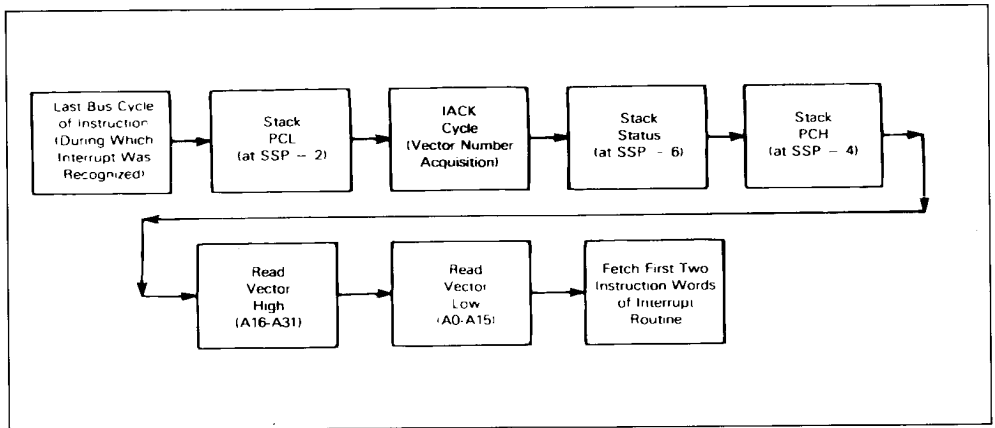 Last Bus Cycle
of Instruction
(During Which
Interrupt Was
Recognized)
Stack
PCL
(at SSP – 2)
IACK
Cycle
(Vector Number
Acquisition)
Stack
Status
(at SSP - 6)
Stack
PCH
(at SSP – 4)
Read
Vector
High
(A16-A31)
Read
Vector
Low
(A0-A15)
Fetch First Two
Instruction Words
of Interrupt
Routine